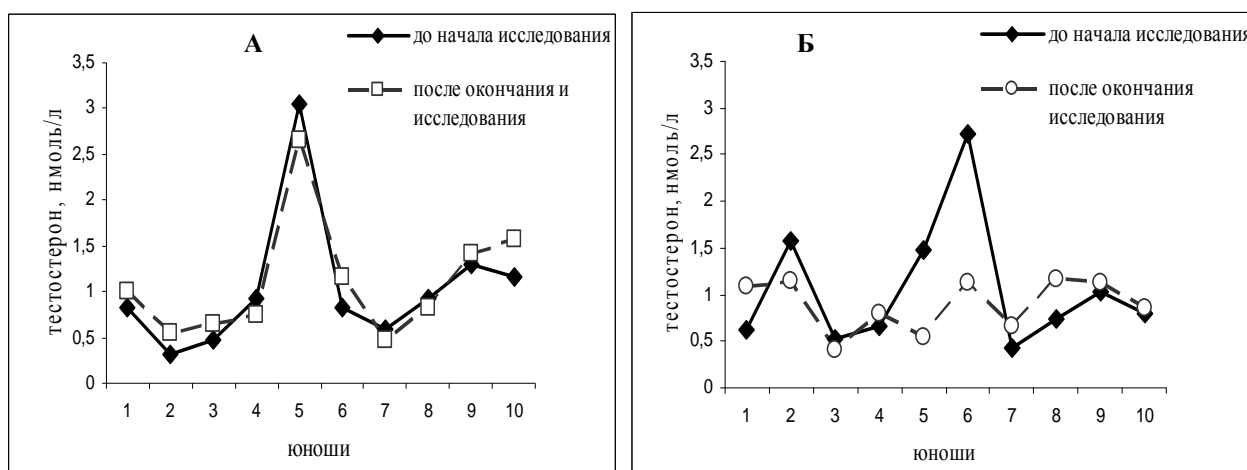 А
до начала исследования
после окончания и
исследования
3,5
3
2,5
2
1,5
1
0,5
0
тестостерон, нмоль/л
1 2 3 4 5 6 7 8 9 10
юноши
Б
до начала исследования
после окончания
исследования
3,5
3
2,5
2
1,5
1
0,5
0
тестостерон, нмоль/л
1 2 3 4 5 6 7 8 9 10
юноши